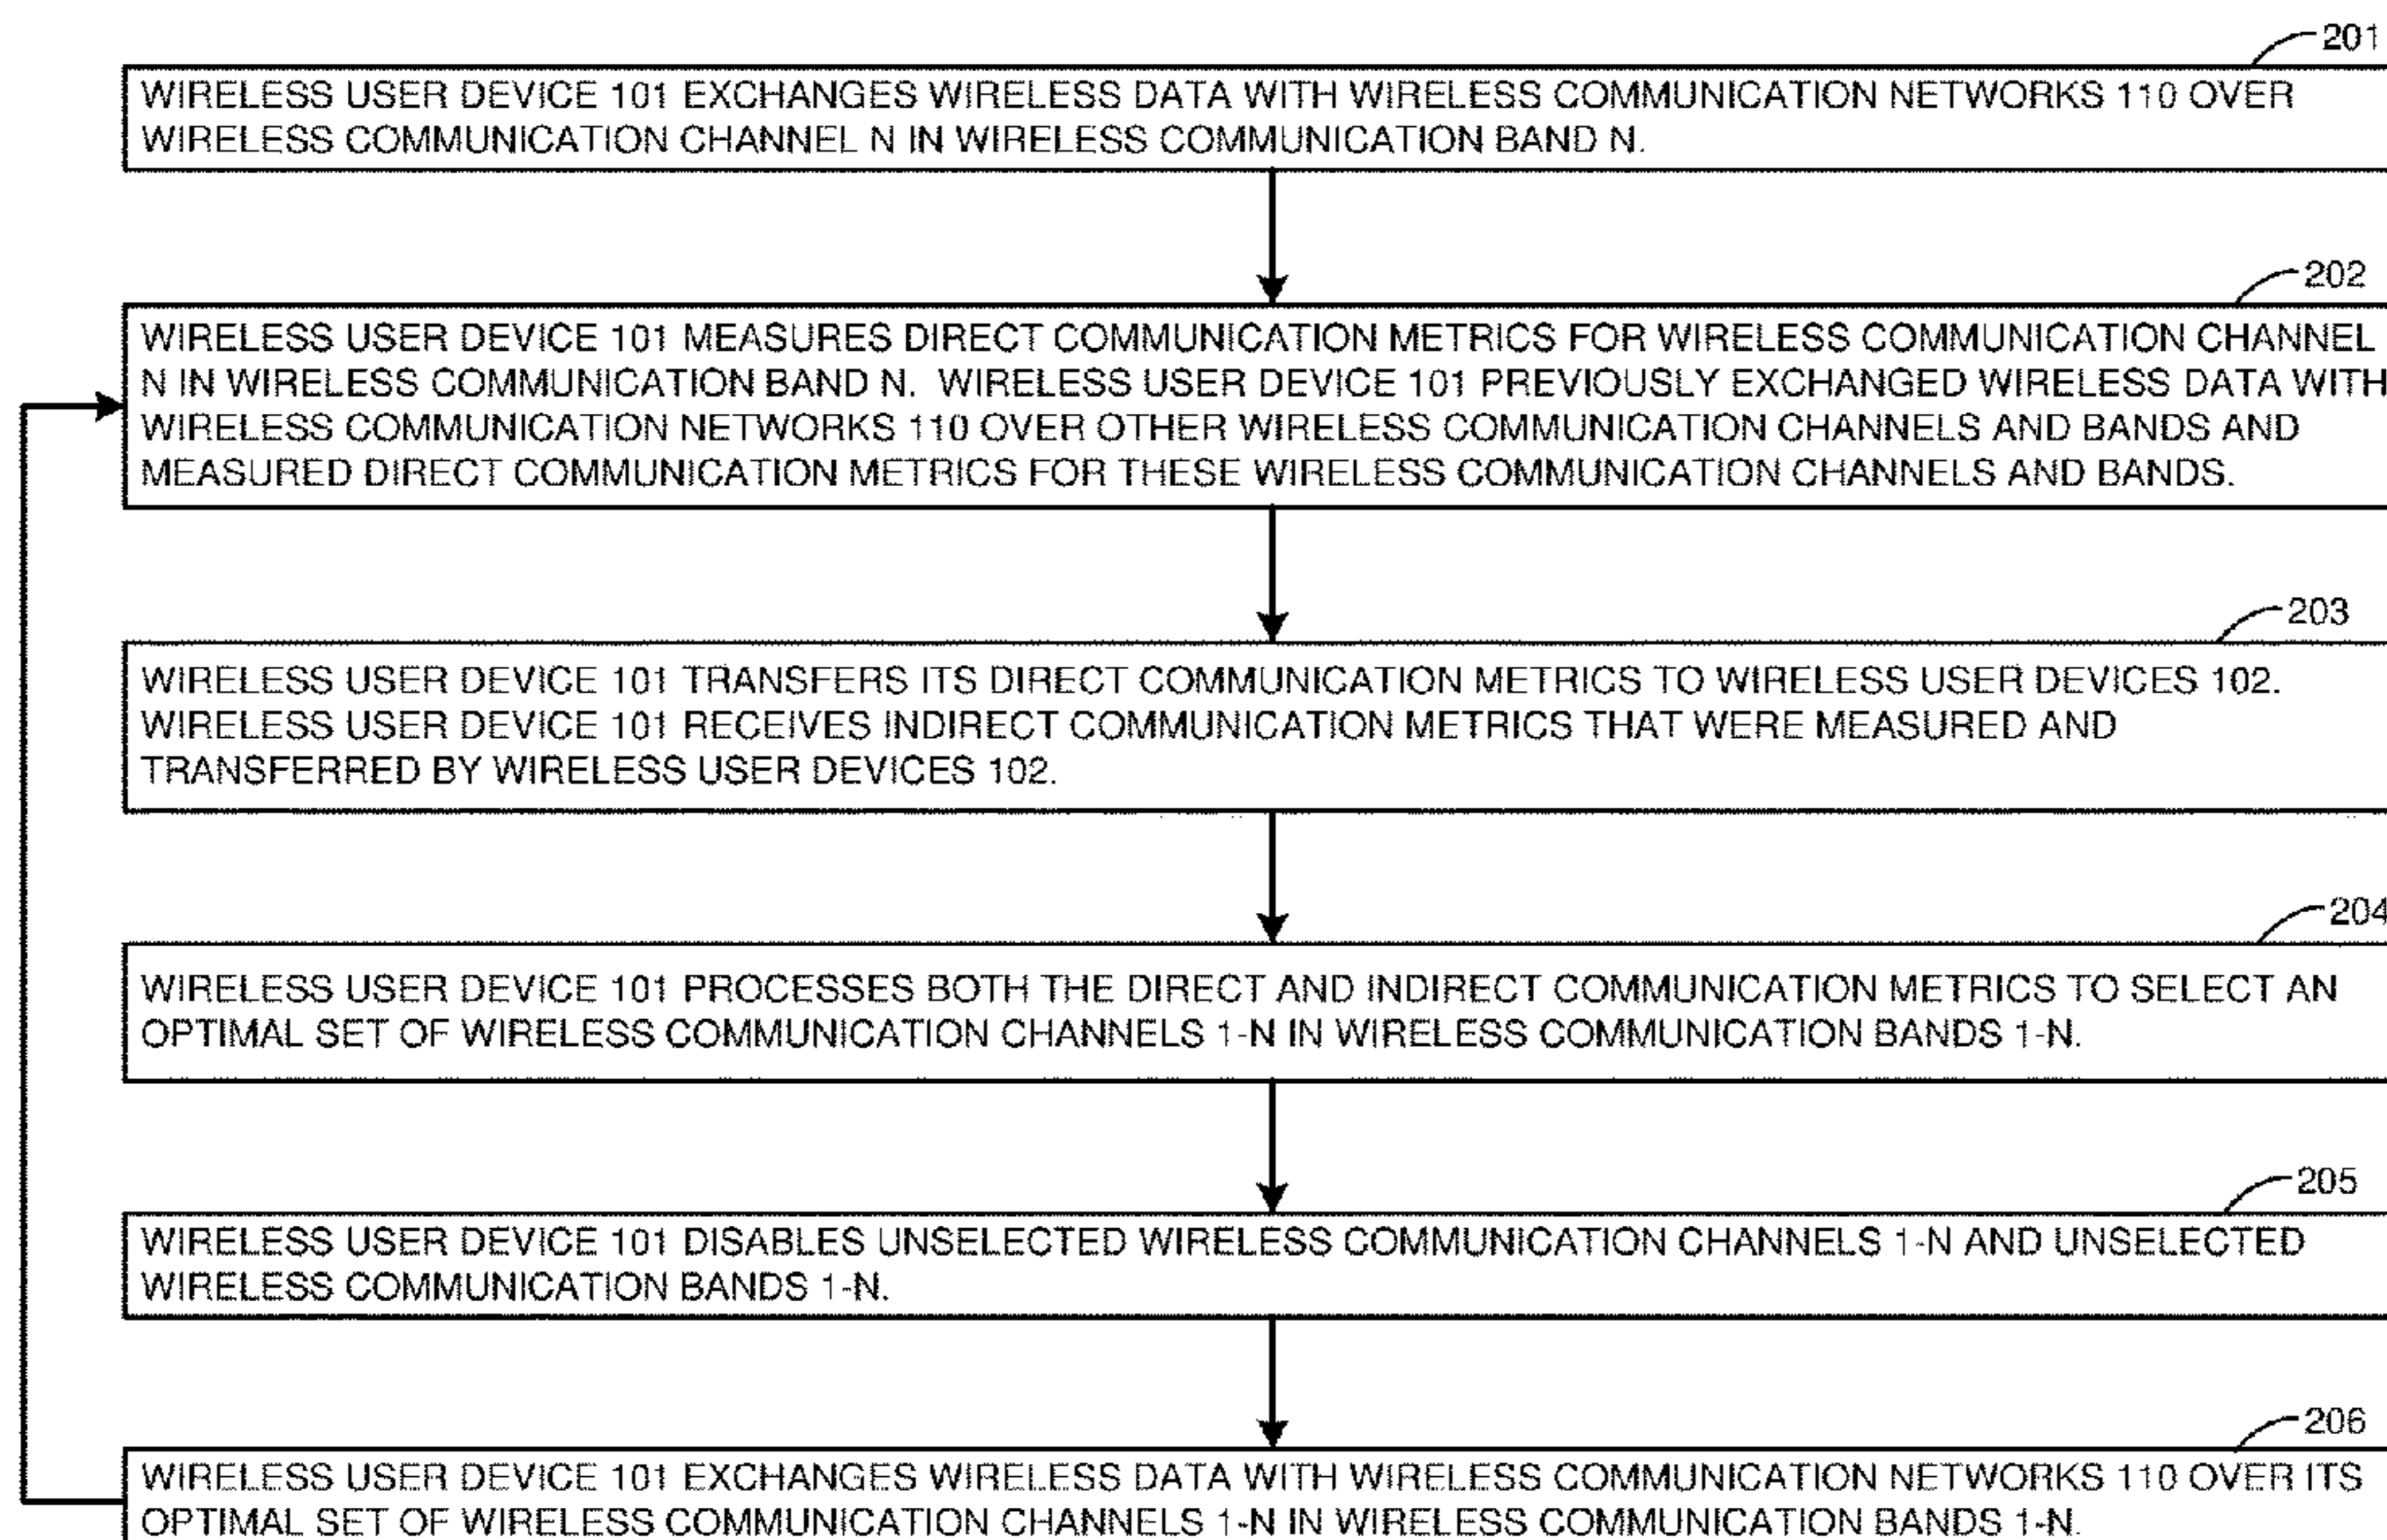 201
WIRELESS USER DEVICE 101 EXCHANGES WIRELESS DATA WITH WIRELESS COMMUNICATION NETWORKS 110 OVER
WIRELESS COMMUNICATION CHANNEL N IN WIRELESS COMMUNICATION BAND N.
202
WIRELESS USER DEVICE 101 MEASURES DIRECT COMMUNICATION METRICS FOR WIRELESS COMMUNICATION CHANNEL
N IN WIRELESS COMMUNICATION BAND N. WIRELESS USER DEVICE 101 PREVIOUSLY EXCHANGED WIRELESS DATA WITH
WIRELESS COMMUNICATION NETWORKS 110 OVER OTHER WIRELESS COMMUNICATION CHANNELS AND BANDS AND
MEASURED DIRECT COMMUNICATION METRICS FOR THESE WIRELESS COMMUNICATION CHANNELS AND BANDS.
203
WIRELESS USER DEVICE 101 TRANSFERS ITS DIRECT COMMUNICATION METRICS TO WIRELESS USER DEVICES 102.
WIRELESS USER DEVICE 101 RECEIVES INDIRECT COMMUNICATION METRICS THAT WERE MEASURED AND
TRANSFERRED BY WIRELESS USER DEVICES 102.
204
WIRELESS USER DEVICE 101 PROCESSES BOTH THE DIRECT AND INDIRECT COMMUNICATION METRICS TO SELECT AN
OPTIMAL SET OF WIRELESS COMMUNICATION CHANNELS 1-N IN WIRELESS COMMUNICATION BANDS 1-N.
205
WIRELESS USER DEVICE 101 DISABLES UNSELECTED WIRELESS COMMUNICATION CHANNELS 1-N AND UNSELECTED
WIRELESS COMMUNICATION BANDS 1-N.
206
WIRELESS USER DEVICE 101 EXCHANGES WIRELESS DATA WITH WIRELESS COMMUNICATION NETWORKS 110 OVER ITS
OPTIMAL SET OF WIRELESS COMMUNICATION CHANNELS 1-N IN WIRELESS COMMUNICATION BANDS 1-N.